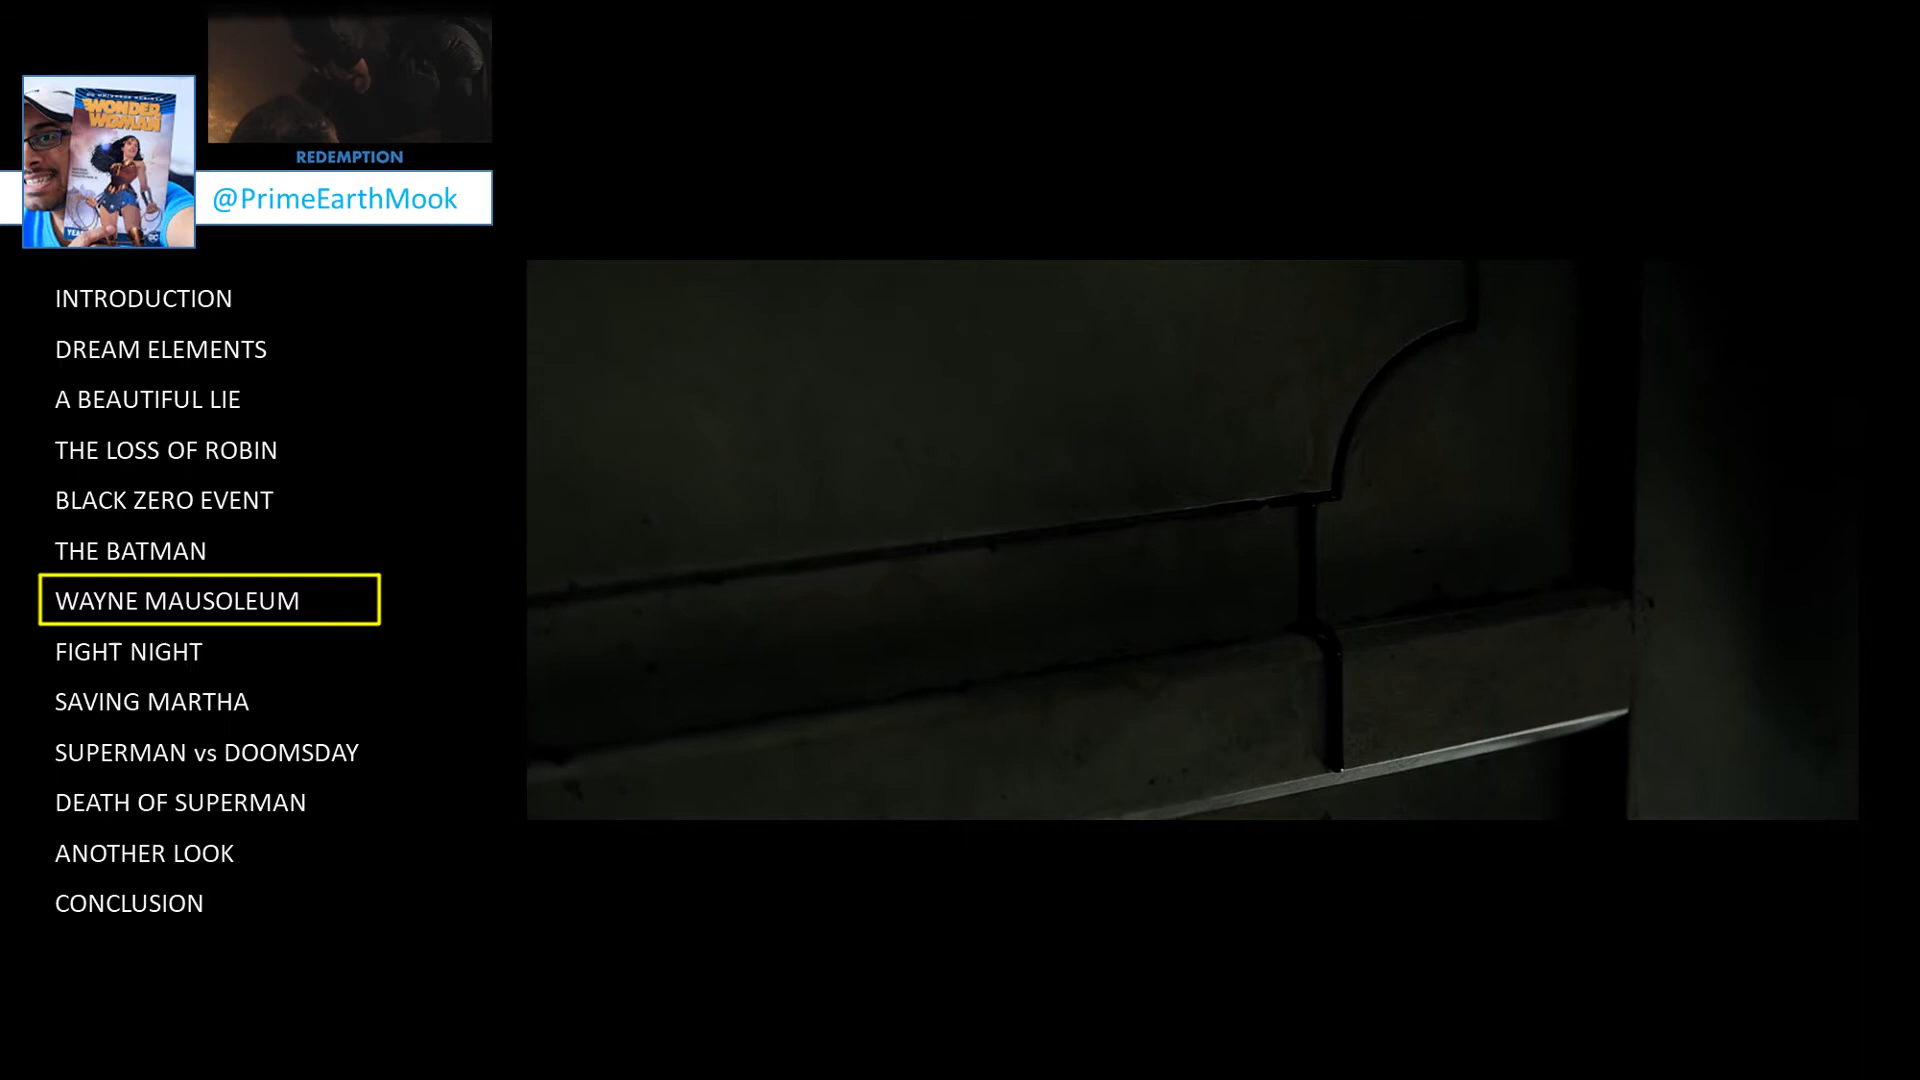 WONDER
WOMAN
REDEMPTION
@PrimeEarthMook
INTRODUCTION
DREAM ELEMENTS
A BEAUTIFUL LIE
THE LOSS OF ROBIN
BLACK ZERO EVENT
THE BATMAN
WAYNE MAUSOLEUM
FIGHT NIGHT
SAVING MARTHA
SUPERMAN vs DOOMSDAY
DEATH OF SUPERMAN
ANOTHER LOOK
CONCLUSION